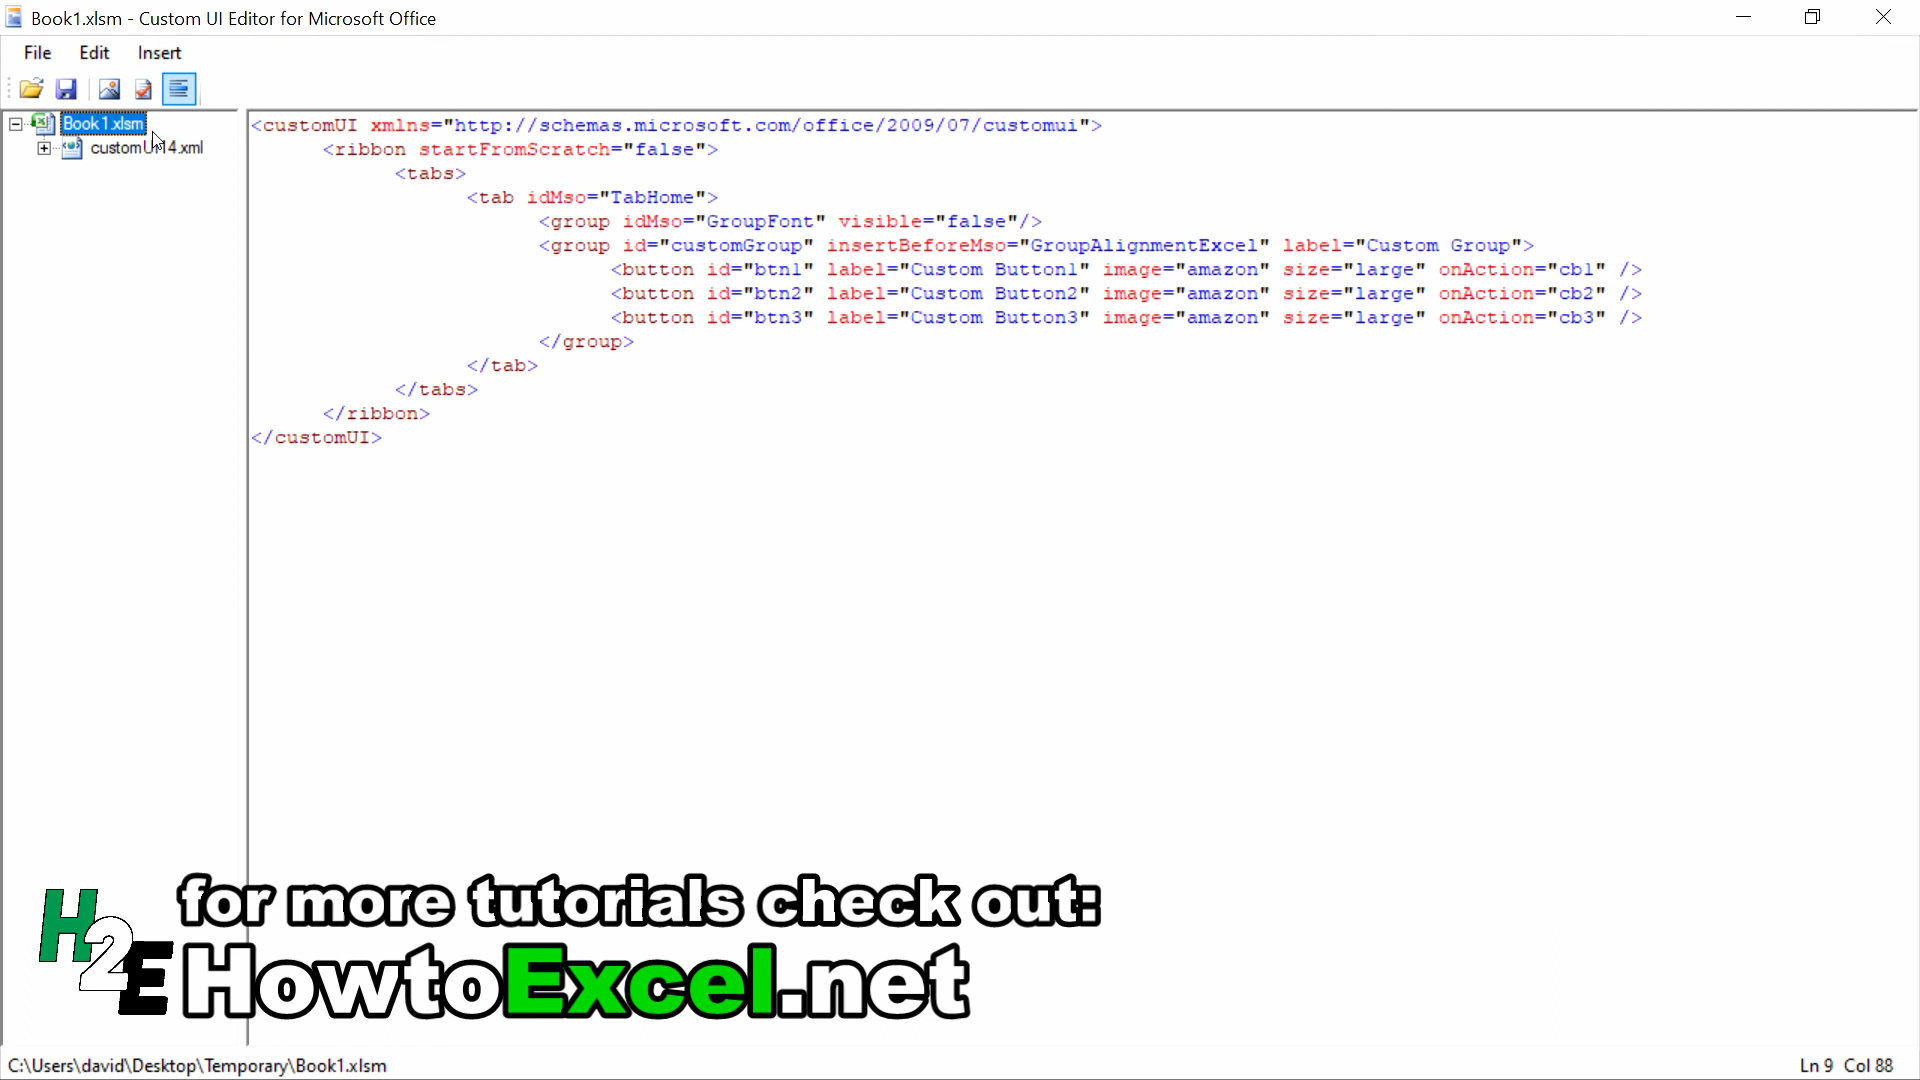 Book1.xlsm - Custom UI Editor for Microsoft Office
File Edit Insert
Book1.xlsm
customUI14.xml
<customUI xmlns="http://schemas.microsoft.com/office/2009/07/customui">
<ribbon startFromScratch="false">
<tabs>
<tab idMso="TabHome">
<group idMso="GroupFont" visible="false"/>
<group id="customGroup" insertBeforeMso="GroupAlignmentExcel" label="Custom Group">
<button id="btn1" label="Custom Button1" image="amazon" size="large" onAction="cb1" />
<button id="btn2" label="Custom Button2" image="amazon" size="large" onAction="cb2" />
<button id="btn3" label="Custom Button3" image="amazon" size="large" onAction="cb3" />
</group>
</tab>
</tabs>
</ribbon>
</customUI>
H2E
for more tutorials check out:
HowtoExcel.net
C:\Users\david\Desktop\Temporary\Book1.xlsm
Ln 9 Col 88